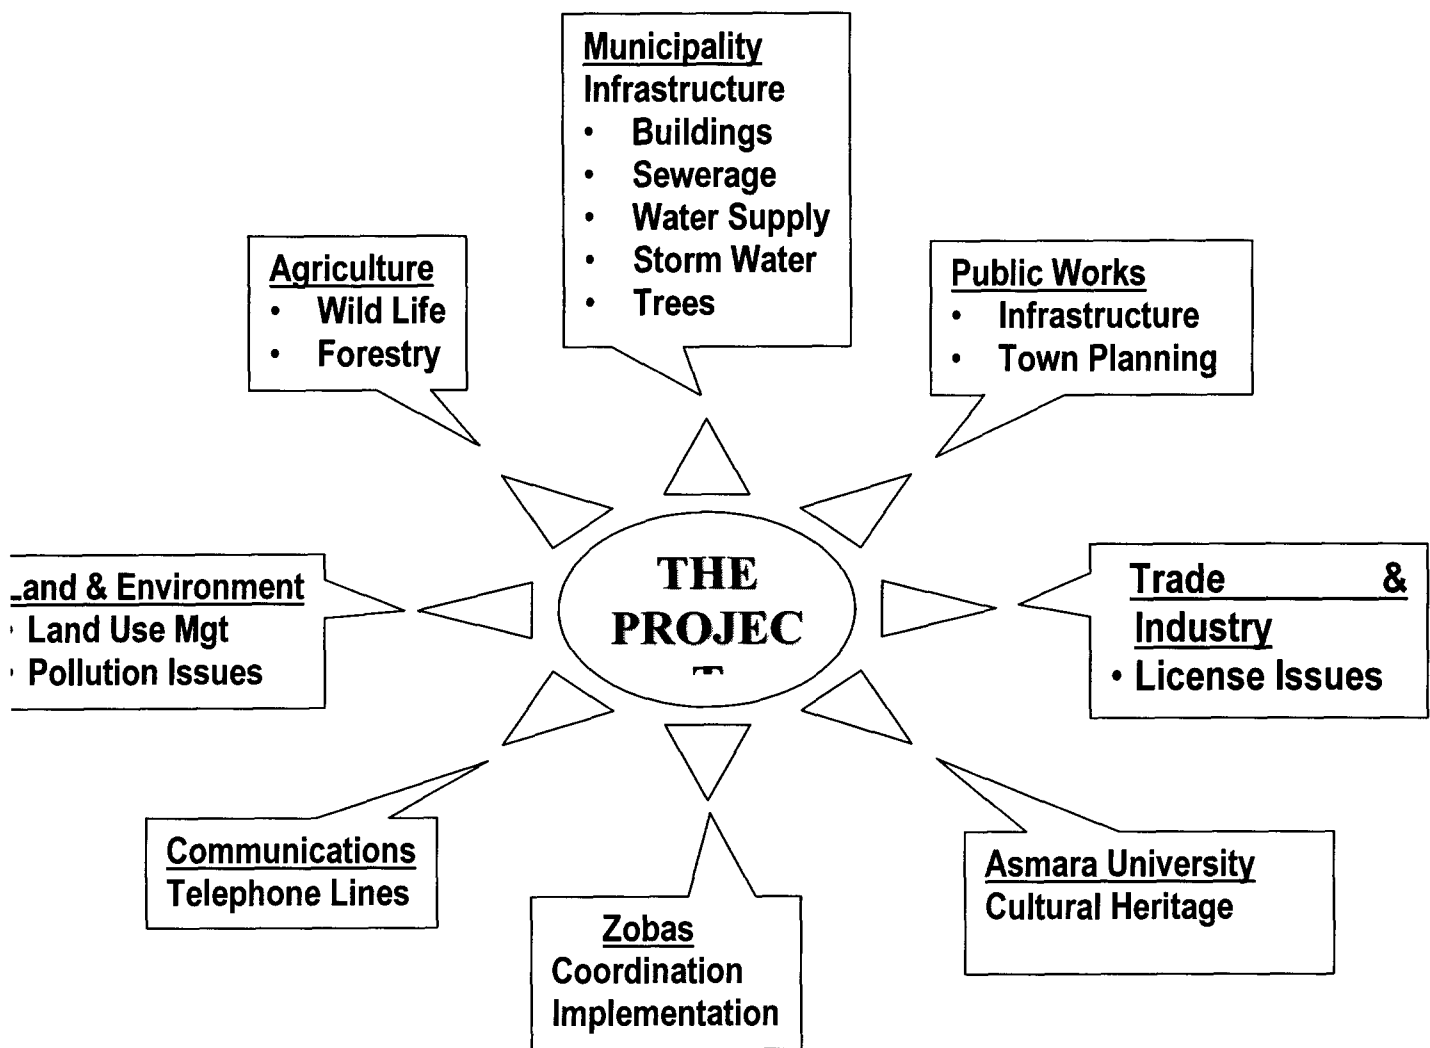 Municipality
Infrastructure
• Buildings
• Sewerage
• Water Supply
• Storm Water
• Trees
Agriculture
• Wild Life
• Forestry
Public Works
• Infrastructure
• Town Planning
THE
PROJEC
T
Land & Environment
• Land Use Mgt
• Pollution Issues
Trade &
Industry
• License Issues
Communications
Telephone Lines
Zobas
Coordination
Implementation
Asmara University
Cultural Heritage